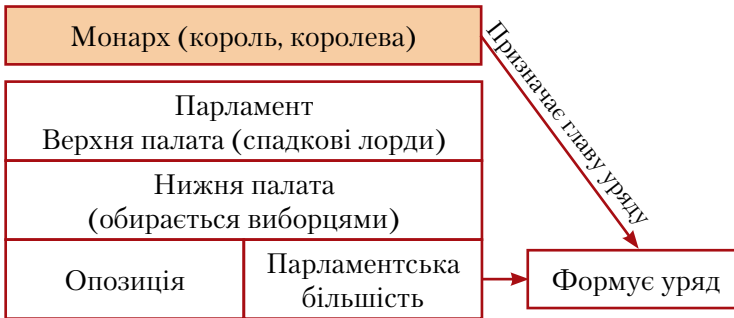 Монарх (король, королева)
Призначає главу уряду
Парламент
Верхня палата (спадкові лорди)
Нижня палата
(обирається виборцями)
Опозиція
Парламентська
більшість
Формує уряд